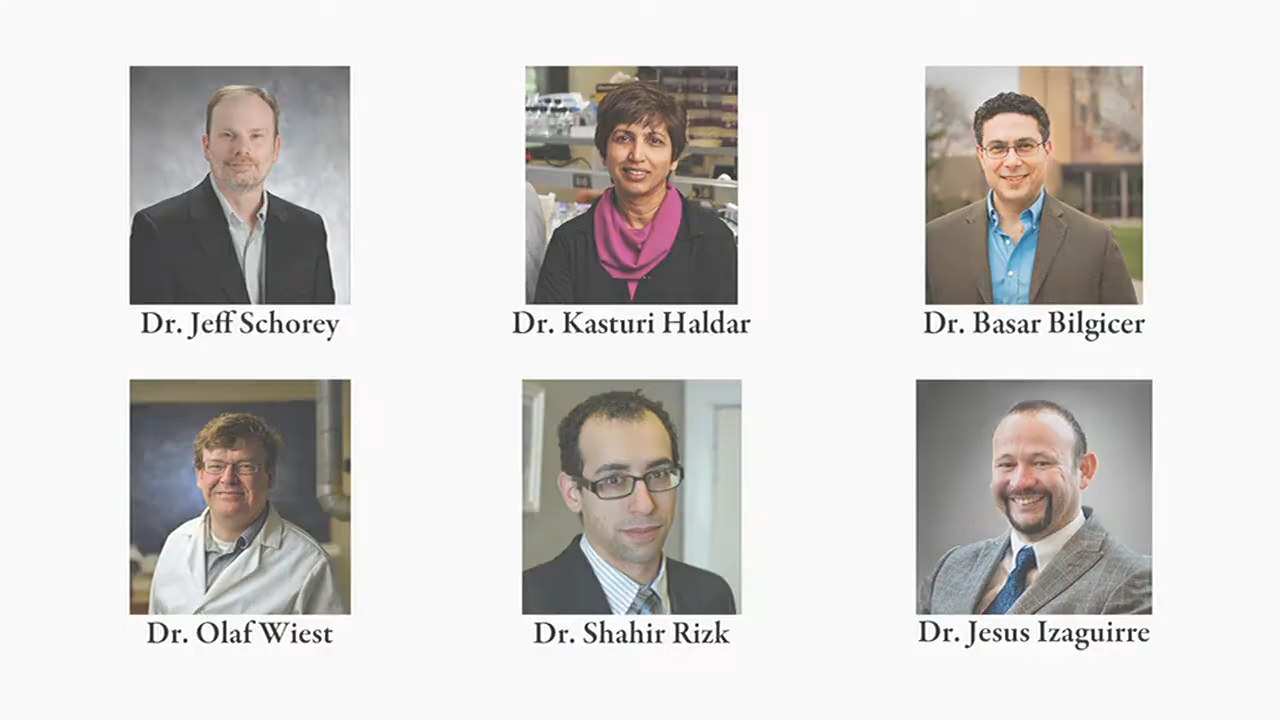 Dr. Jeff Schorey
Dr. Kasturi Haldar
Dr. Basar Bilgicer
Dr. Olaf Wiest
Dr. Shahir Rizk
Dr. Jesus Izaguirre